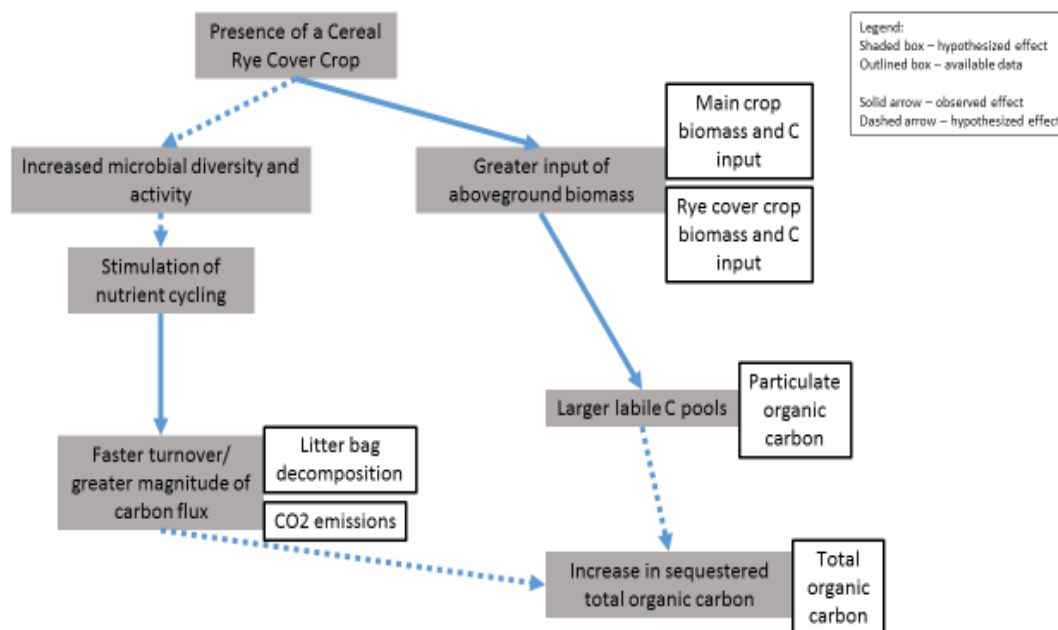 Presence of a Cereal
Rye Cover Crop
Legend:
Shaded box – hypothesized effect
Outlined box – available data
Solid arrow – observed effect
Dashed arrow – hypothesized effect
Main crop
biomass and C
input
Increased microbial diversity and
activity
Greater input of
aboveground biomass
Rye cover crop
biomass and C
input
Stimulation of
nutrient cycling
Larger labile C pools
Particulate
organic
carbon
Faster turnover/
greater magnitude of
carbon flux
Litter bag
decomposition
CO2 emissions
Increase in sequestered
total organic carbon
Total
organic
carbon